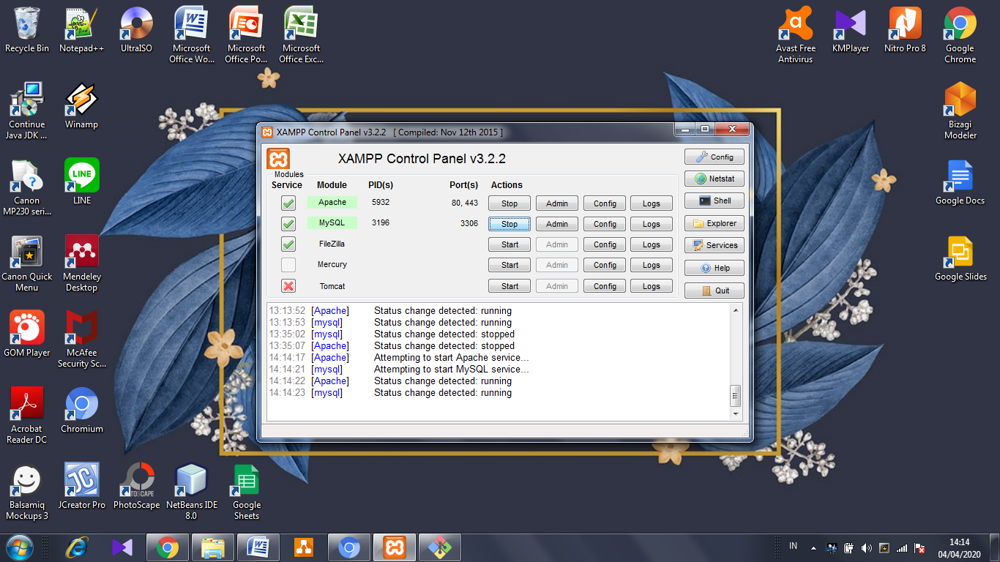 Recycle Bin
Notepad++
UltraISO
Microsoft
Office Wo...
Microsoft
Office Po...
Microsoft
Office Exc...
Avast Free
Antivirus
KMPlayer
Nitro Pro 8
Google
Chrome
Continue
Java JDK ...
Winamp
Bizagi
Modeler
Canon
MP230 seri...
LINE
LINE
Google Docs
Canon Quick
Menu
Mendeley
Desktop
Google Slides
GOM Player
McAfee
Security Sc...
Acrobat
Reader DC
Chromium
Balsamiq
Mockups 3
JC
JCreator Pro
PhotoScape
NetBeans IDE
8.0
Google
Sheets
XAMPP Control Panel v3.2.2 [ Compiled: Nov 12th 2015 ]
XAMPP Control Panel v3.2.2
Config
Modules
Service Module PID(s) Port(s) Actions
Netstat
Apache 5932 80, 443 Stop Admin Config Logs
Shell
MySQL 3196 3306 Stop Admin Config Logs
Explorer
FileZilla Start Admin Config Logs
Services
Mercury Start Admin Config Logs
Help
Tomcat Start Admin Config Logs
Quit
13:13:52 [Apache] Status change detected: running
13:13:53 [mysql] Status change detected: running
13:35:02 [mysql] Status change detected: stopped
13:35:07 [Apache] Status change detected: stopped
14:14:17 [Apache] Attempting to start Apache service...
14:14:21 [mysql] Attempting to start MySQL service...
14:14:22 [Apache] Status change detected: running
14:14:23 [mysql] Status change detected: running
IN
14:14
04/04/2020